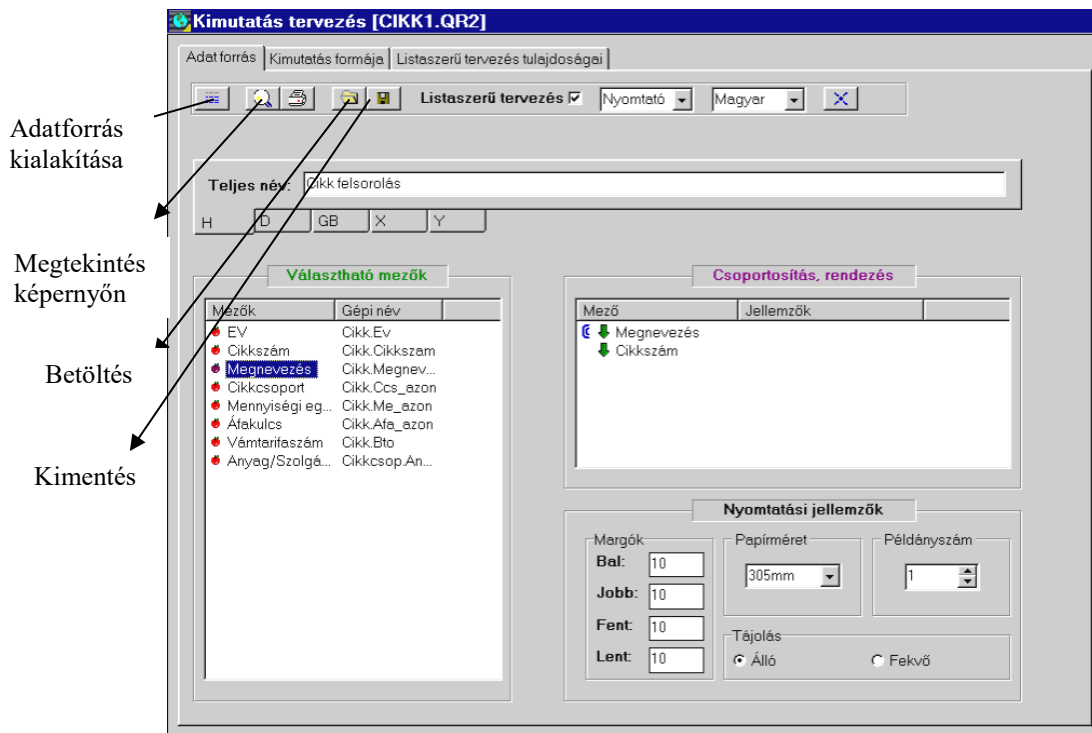 Kimutatás tervezés [CIKK1.QR2]
Adatforrás Kimutatás formája Listaszerű tervezés tulajdoságai
Listaszerű tervezés Nyomtató Magyar
Adatforrás
kialakítása
Teljes név: Cikk felsorolás
H D GB X Y
Megtekintés
képernyőn
Betöltés
Kimentés
Választható mezők
Mezők Gépi név
EV Cikk.Ev
Cikkszám Cikk.Cikkszam
Megnevezés Cikk.Megnev...
Cikkcsoport Cikk.Ccs_azon
Mennyiségi eg... Cikk.Me_azon
Áfakulcs Cikk.Afa_azon
Vámtarifaszám Cikk.Bto
Anyag/Szolgá... Cikkcsop.An...
Csoportosítás, rendezés
Mező Jellemzők
Megnevezés
Cikkszám
Nyomtatási jellemzők
Margók
Bal: 10
Jobb: 10
Fent: 10
Lent: 10
Papírméret
305mm
Példányszám
1
Tájolás
Álló Fekvő